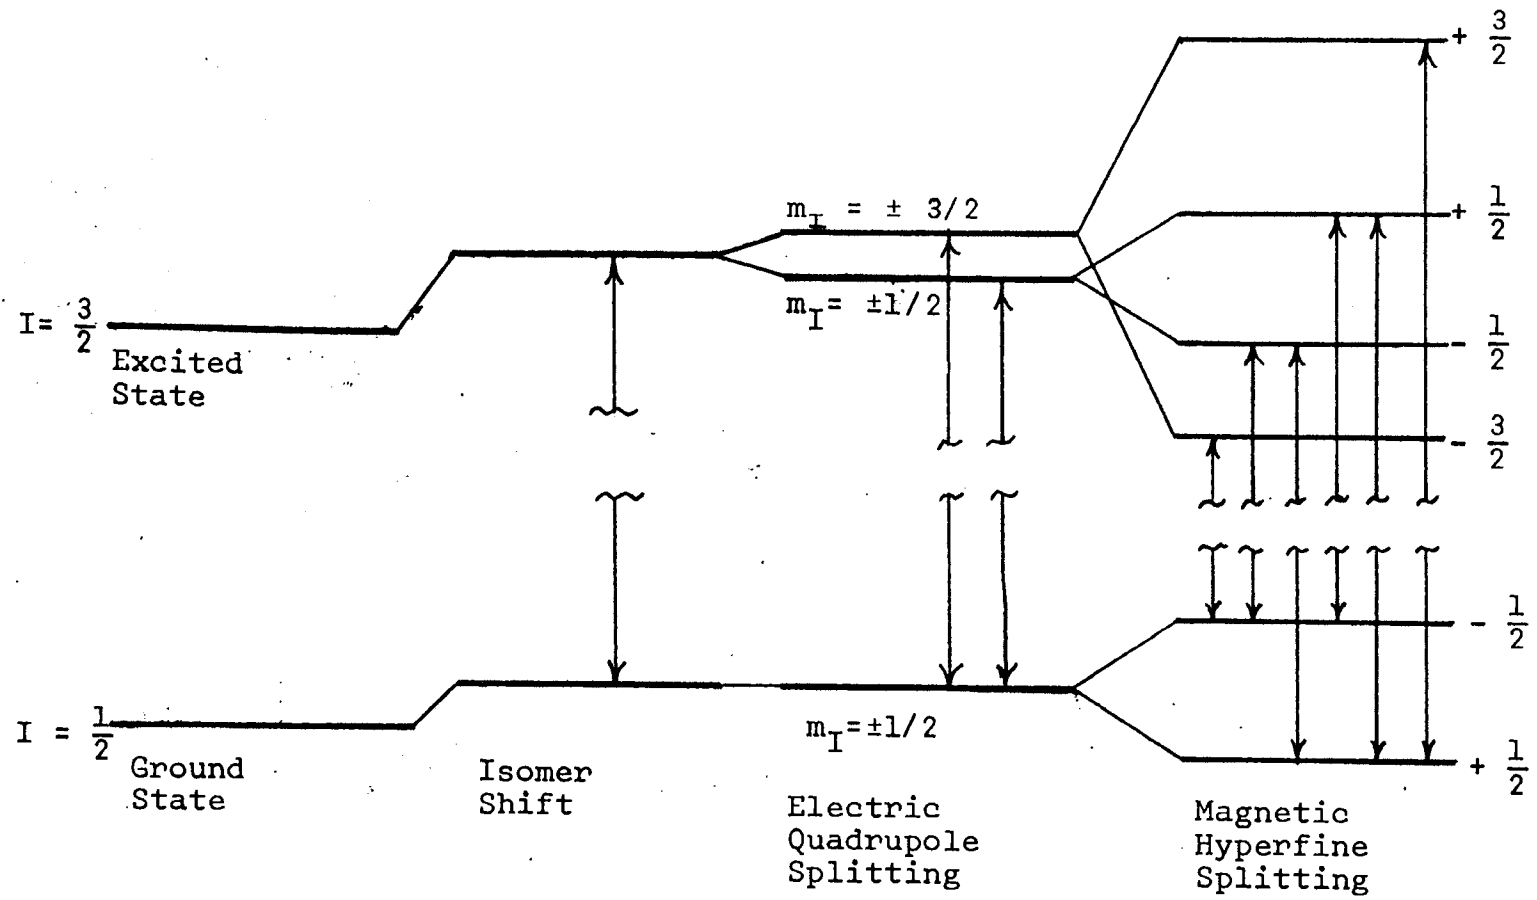 + 3/2
m_I = ± 3/2
+ 1/2
m_I = ±1/2
I= 3/2
Excited
State
- 1/2
- 3/2
- 1/2
I = 1/2
Ground
State
m_I=±1/2
+ 1/2
Isomer
Shift
Electric
Quadrupole
Splitting
Magnetic
Hyperfine
Splitting